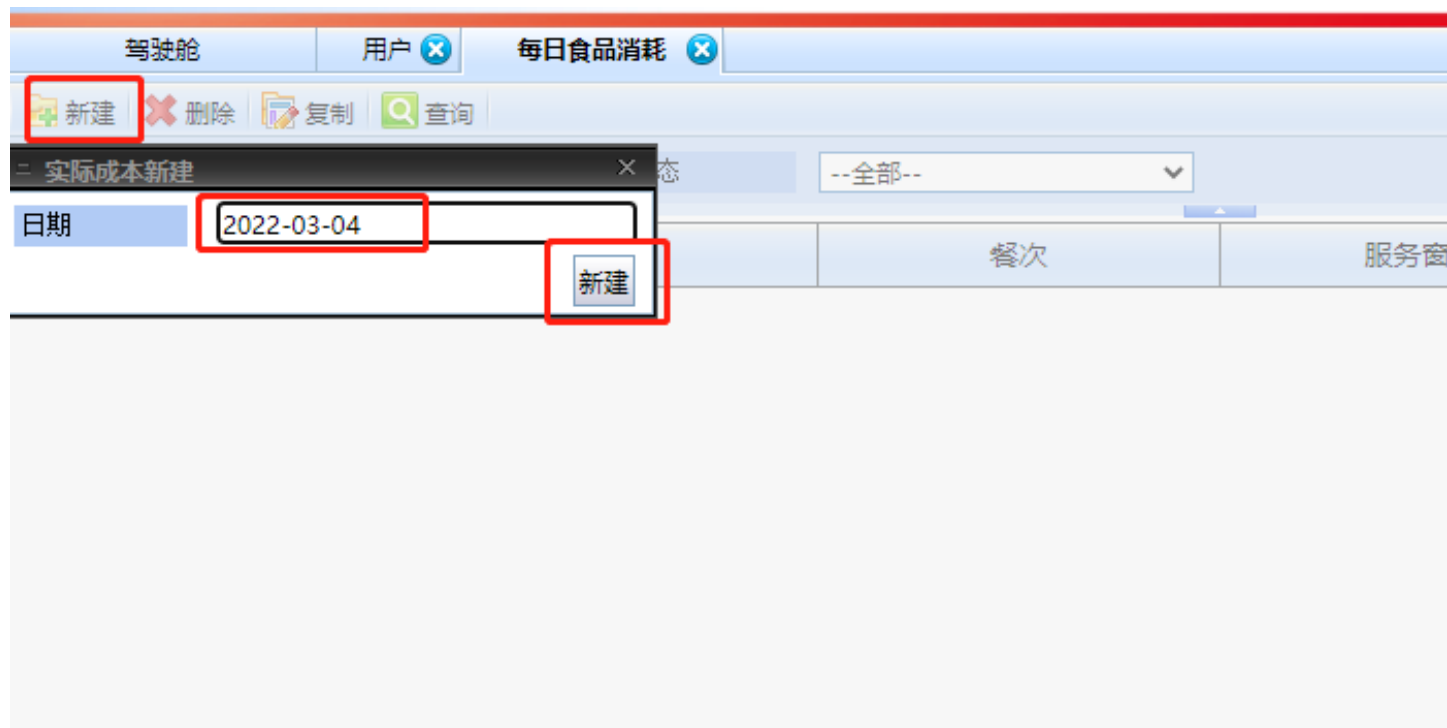 驾驶舱 用户 每日食品消耗
新建 删除 复制 查询
实际成本新建
态 --全部--
日期 2022-03-04
餐次 服务窗
新建